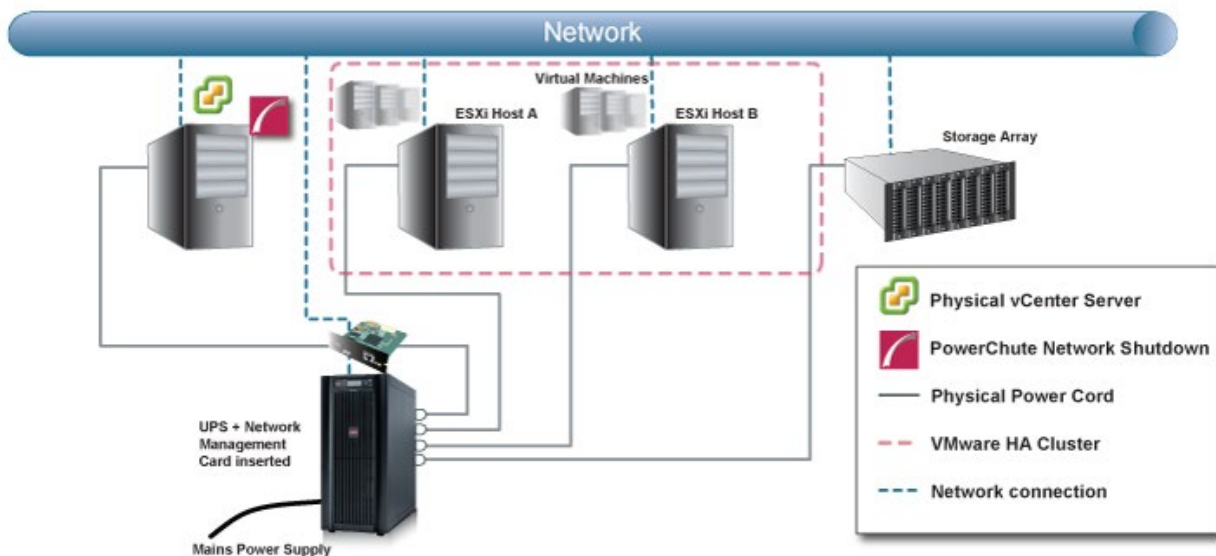 Network
Virtual Machines
ESXi Host A
ESXi Host B
Storage Array
UPS + Network
Management
Card inserted
Mains Power Supply
Physical vCenter Server
PowerChute Network Shutdown
Physical Power Cord
VMware HA Cluster
Network connection